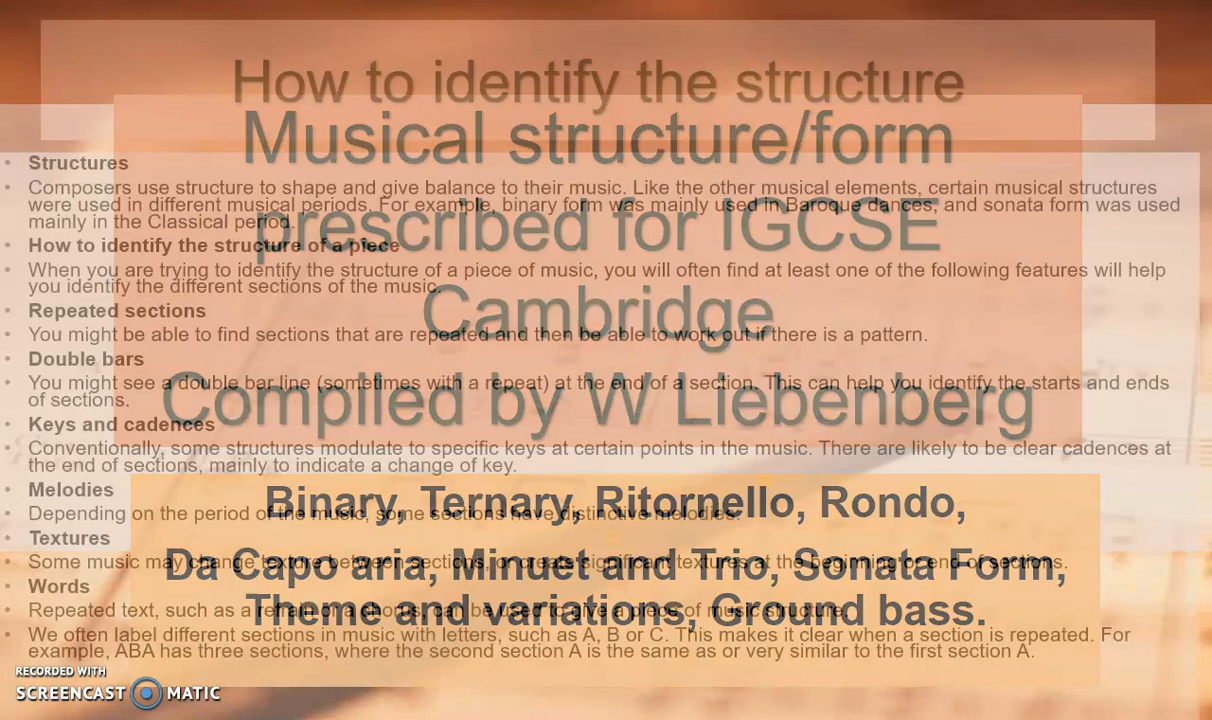 How to identify the structure
Musical structure/form
prescribed for IGCSE
Cambridge
Compiled by W Liebenberg
Binary, Ternary, Ritornello, Rondo,
Da Capo aria, Minuet and Trio, Sonata Form,
Theme and variations, Ground bass.
• Structures
• Composers use structure to shape and give balance to their music. Like the other musical elements, certain musical structures
were used in different musical periods. For example, binary form was mainly used in Baroque dances, and sonata form was used
mainly in the Classical period.
• How to identify the structure of a piece
• When you are trying to identify the structure of a piece of music, you will often find at least one of the following features will help
you identify the different sections of the music.
• Repeated sections
• You might be able to find sections that are repeated and then be able to work out if there is a pattern.
• Double bars
• You might see a double bar line (sometimes with a repeat) at the end of a section. This can help you identify the starts and ends
of sections.
• Keys and cadences
• Conventionally, some structures modulate to specific keys at certain points in the music. There are likely to be clear cadences at
the end of sections, mainly to indicate a change of key.
• Melodies
• Depending on the period of the music, some sections have distinctive melodies.
• Textures
• Some music may change texture between sections, or create significant textures at the beginning or end of sections.
• Words
• Repeated text, such as a refrain or a chorus, can be used to give a piece of music structure.
• We often label different sections in music with letters, such as A, B or C. This makes it clear when a section is repeated. For
example, ABA has three sections, where the second section A is the same as or very similar to the first section A.
RECORDED WITH
SCREENCAST MATIC